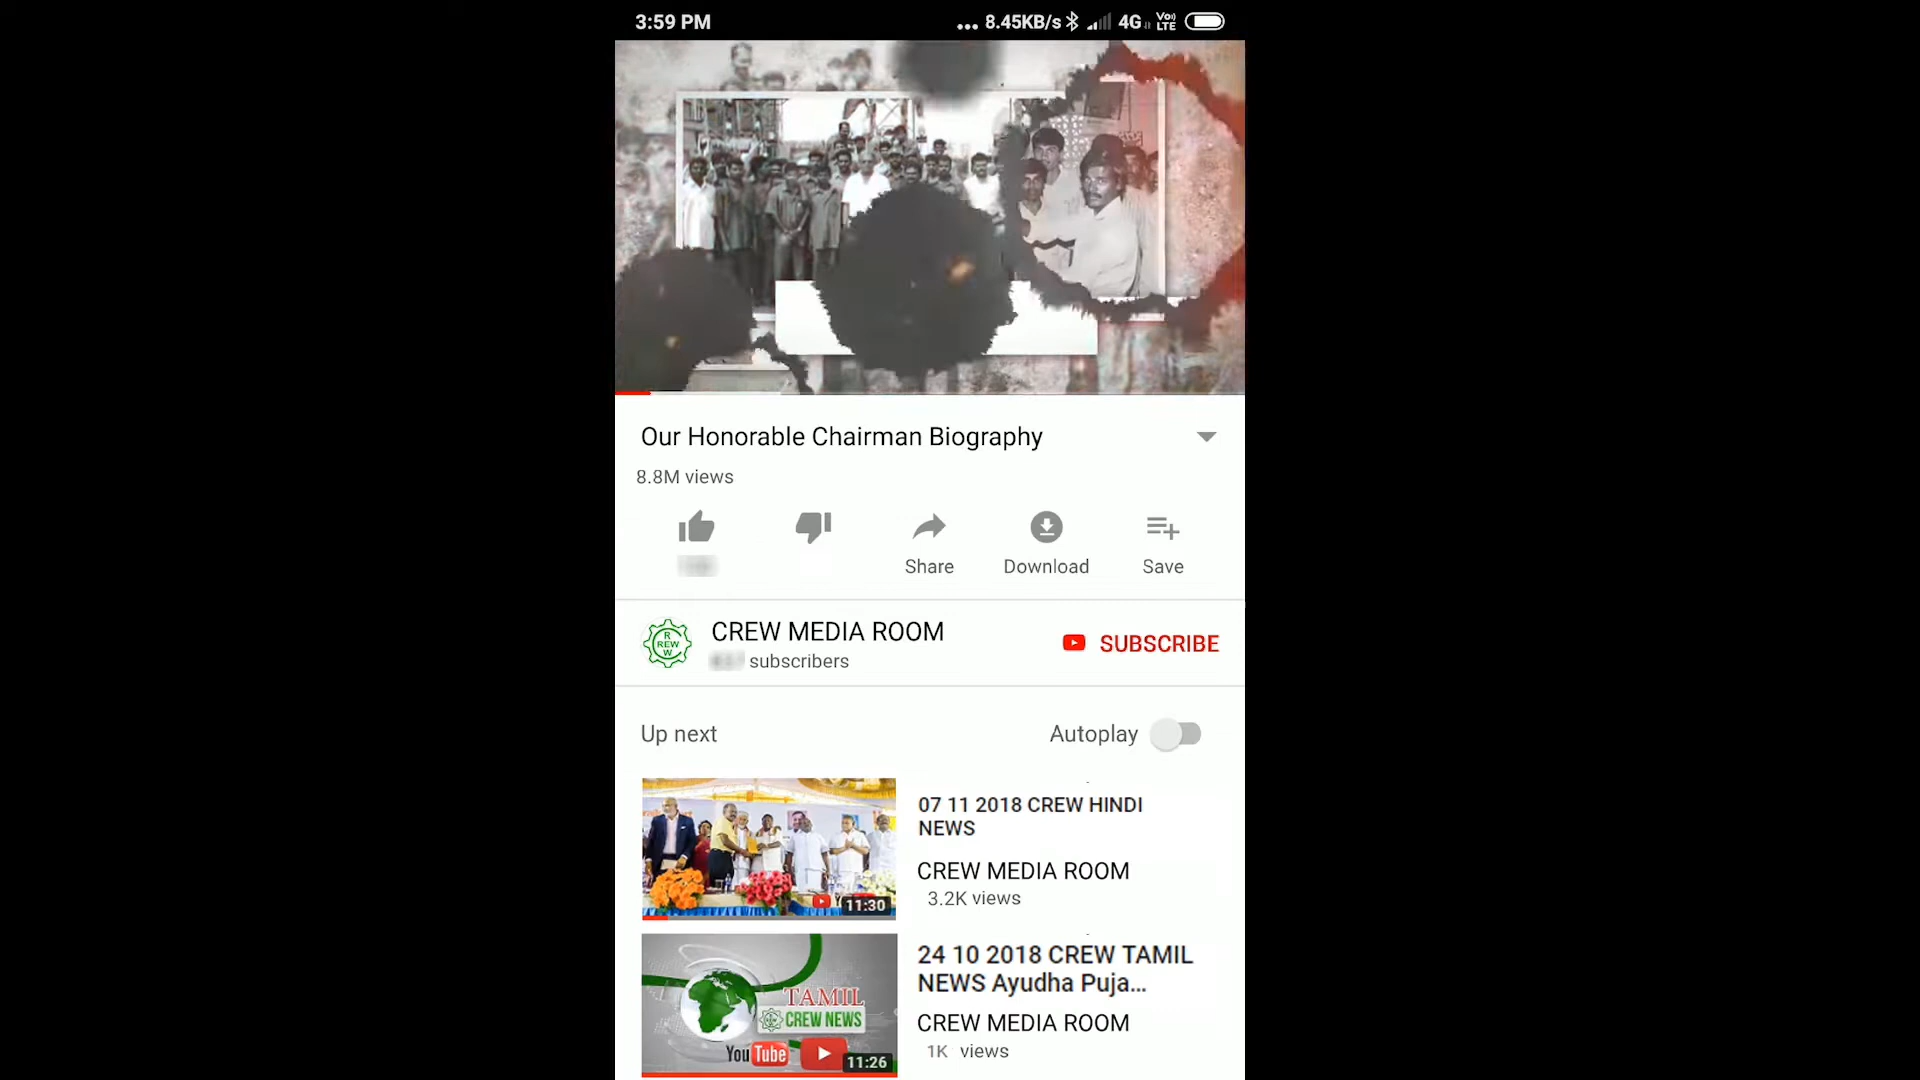 3:59 PM
... 8.45KB/s 4G Vo) LTE
Our Honorable Chairman Biography
8.8M views
Share
Download
Save
R
REW
W
CREW MEDIA ROOM
subscribers
SUBSCRIBE
Up next
Autoplay
11:30
07 11 2018 CREW HINDI
NEWS
CREW MEDIA ROOM
3.2K views
TAMIL
CREW NEWS
YouTube
11:26
24 10 2018 CREW TAMIL
NEWS Ayudha Puja...
CREW MEDIA ROOM
1K views